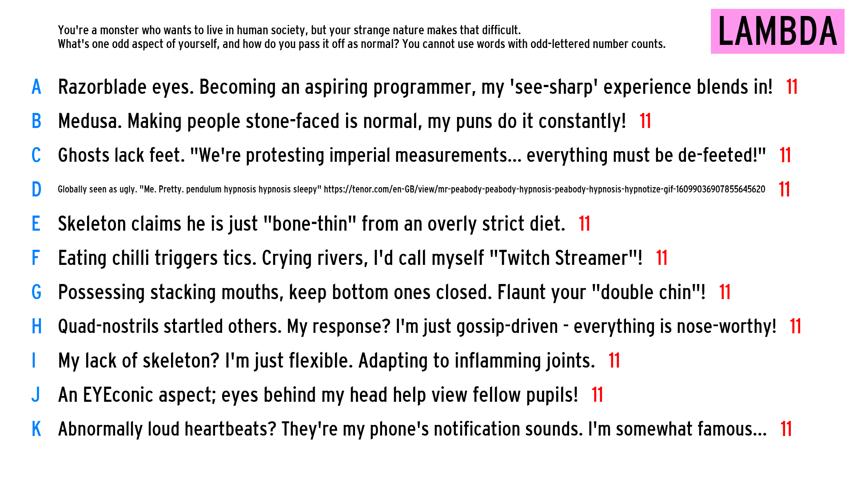 You're a monster who wants to live in human society, but your strange nature makes that difficult.
What's one odd aspect of yourself, and how do you pass it off as normal? You cannot use words with odd-lettered number counts.
LAMBDA
A Razorblade eyes. Becoming an aspiring programmer, my 'see-sharp' experience blends in! 11
B Medusa. Making people stone-faced is normal, my puns do it constantly! 11
C Ghosts lack feet. "We're protesting imperial measurements... everything must be de-feeted!" 11
D Globally seen as ugly. "Me. Pretty. pendulum hypnosis hypnosis sleepy" https://tenor.com/en-GB/view/mr-peabody-peabody-hypnosis-peabody-hypnosis-hypnotize-gif-16099036907855645620 11
E Skeleton claims he is just "bone-thin" from an overly strict diet. 11
F Eating chilli triggers tics. Crying rivers, I'd call myself "Twitch Streamer"! 11
G Possessing stacking mouths, keep bottom ones closed. Flaunt your "double chin"! 11
H Quad-nostrils startled others. My response? I'm just gossip-driven - everything is nose-worthy! 11
I My lack of skeleton? I'm just flexible. Adapting to inflamming joints. 11
J An EYEconic aspect; eyes behind my head help view fellow pupils! 11
K Abnormally loud heartbeats? They're my phone's notification sounds. I'm somewhat famous... 11